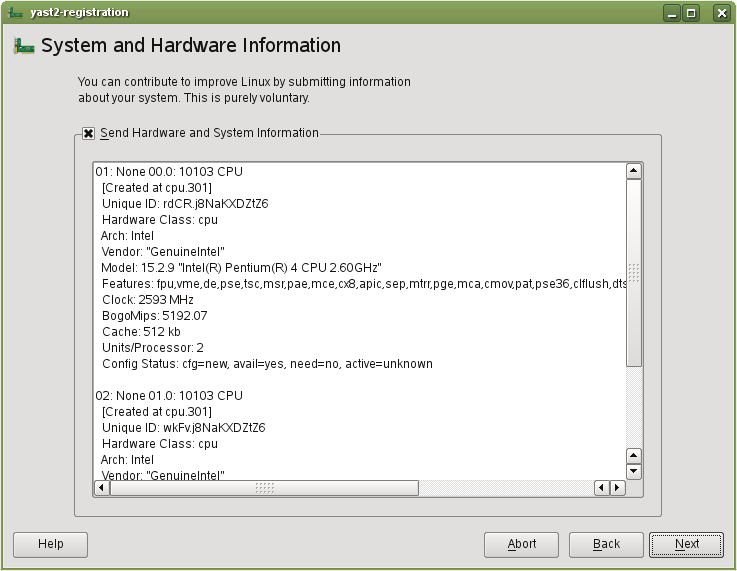 yast2-registration
System and Hardware Information
You can contribute to improve Linux by submitting information
about your system. This is purely voluntary.
Send Hardware and System Information
01: None 00.0: 10103 CPU
[Created at cpu.301]
Unique ID: rdCR.j8NaKXDZtZ6
Hardware Class: cpu
Arch: Intel
Vendor: "GenuineIntel"
Model: 15.2.9 "Intel(R) Pentium(R) 4 CPU 2.60GHz"
Features: fpu,vme,de,pse,tsc,msr,pae,mce,cx8,apic,sep,mtrr,pge,mca,cmov,pat,pse36,clflush,dts
Clock: 2593 MHz
BogoMips: 5192.07
Cache: 512 kb
Units/Processor: 2
Config Status: cfg=new, avail=yes, need=no, active=unknown
02: None 01.0: 10103 CPU
[Created at cpu.301]
Unique ID: wkFv.j8NaKXDZtZ6
Hardware Class: cpu
Arch: Intel
Vendor: "GenuineIntel"
Help
Abort
Back
Next